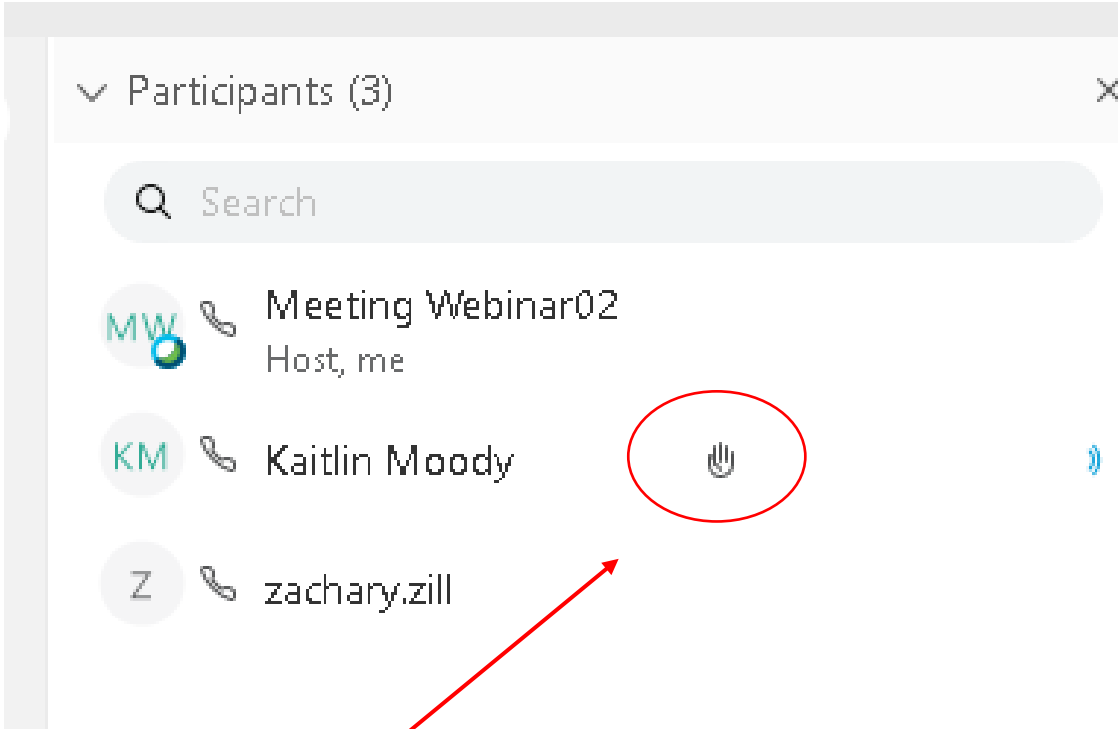 Participants (3)
Search
MW
Meeting Webinar02
Host, me
KM
Kaitlin Moody
Z
zachary.zill